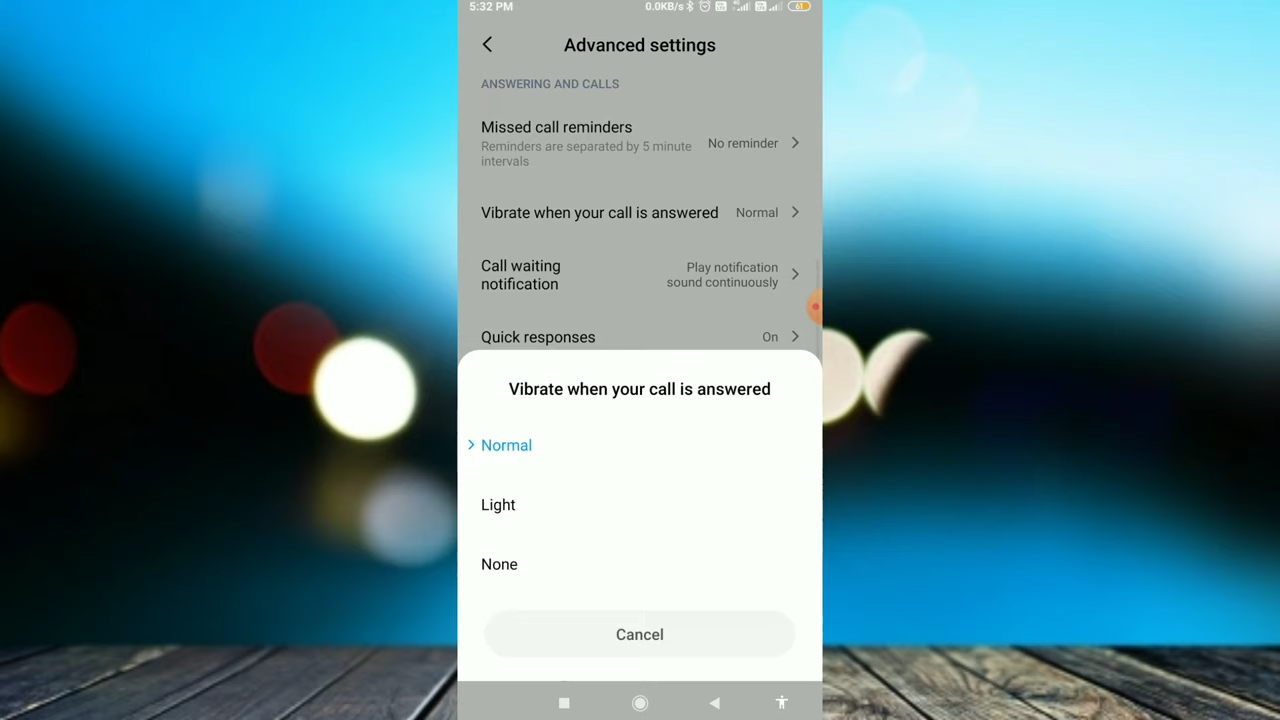 5:32 PM
0.0KB/s
61
Advanced settings
ANSWERING AND CALLS
Missed call reminders
Reminders are separated by 5 minute
intervals
No reminder
Vibrate when your call is answered
Normal
Call waiting
notification
Play notification
sound continuously
Quick responses
On
Vibrate when your call is answered
Normal
Light
None
Cancel